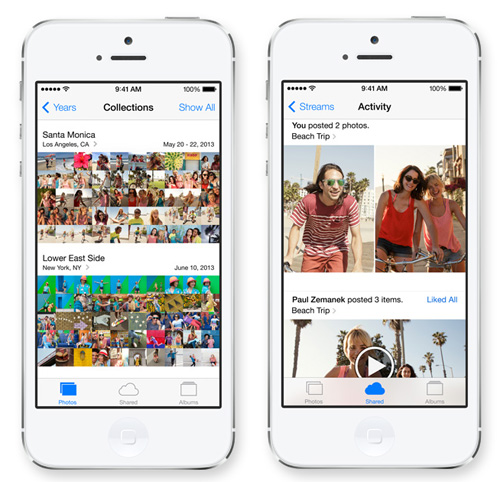 9:41 AM 100%
Years Collections Show All
Santa Monica
Los Angeles, CA May 20 - 22, 2013
Lower East Side
New York, NY June 10, 2013
Photos Shared Albums
9:41 AM 100%
Streams Activity
You posted 2 photos.
Beach Trip
Paul Zemanek posted 3 items. Liked All
Beach Trip
Photos Shared Albums